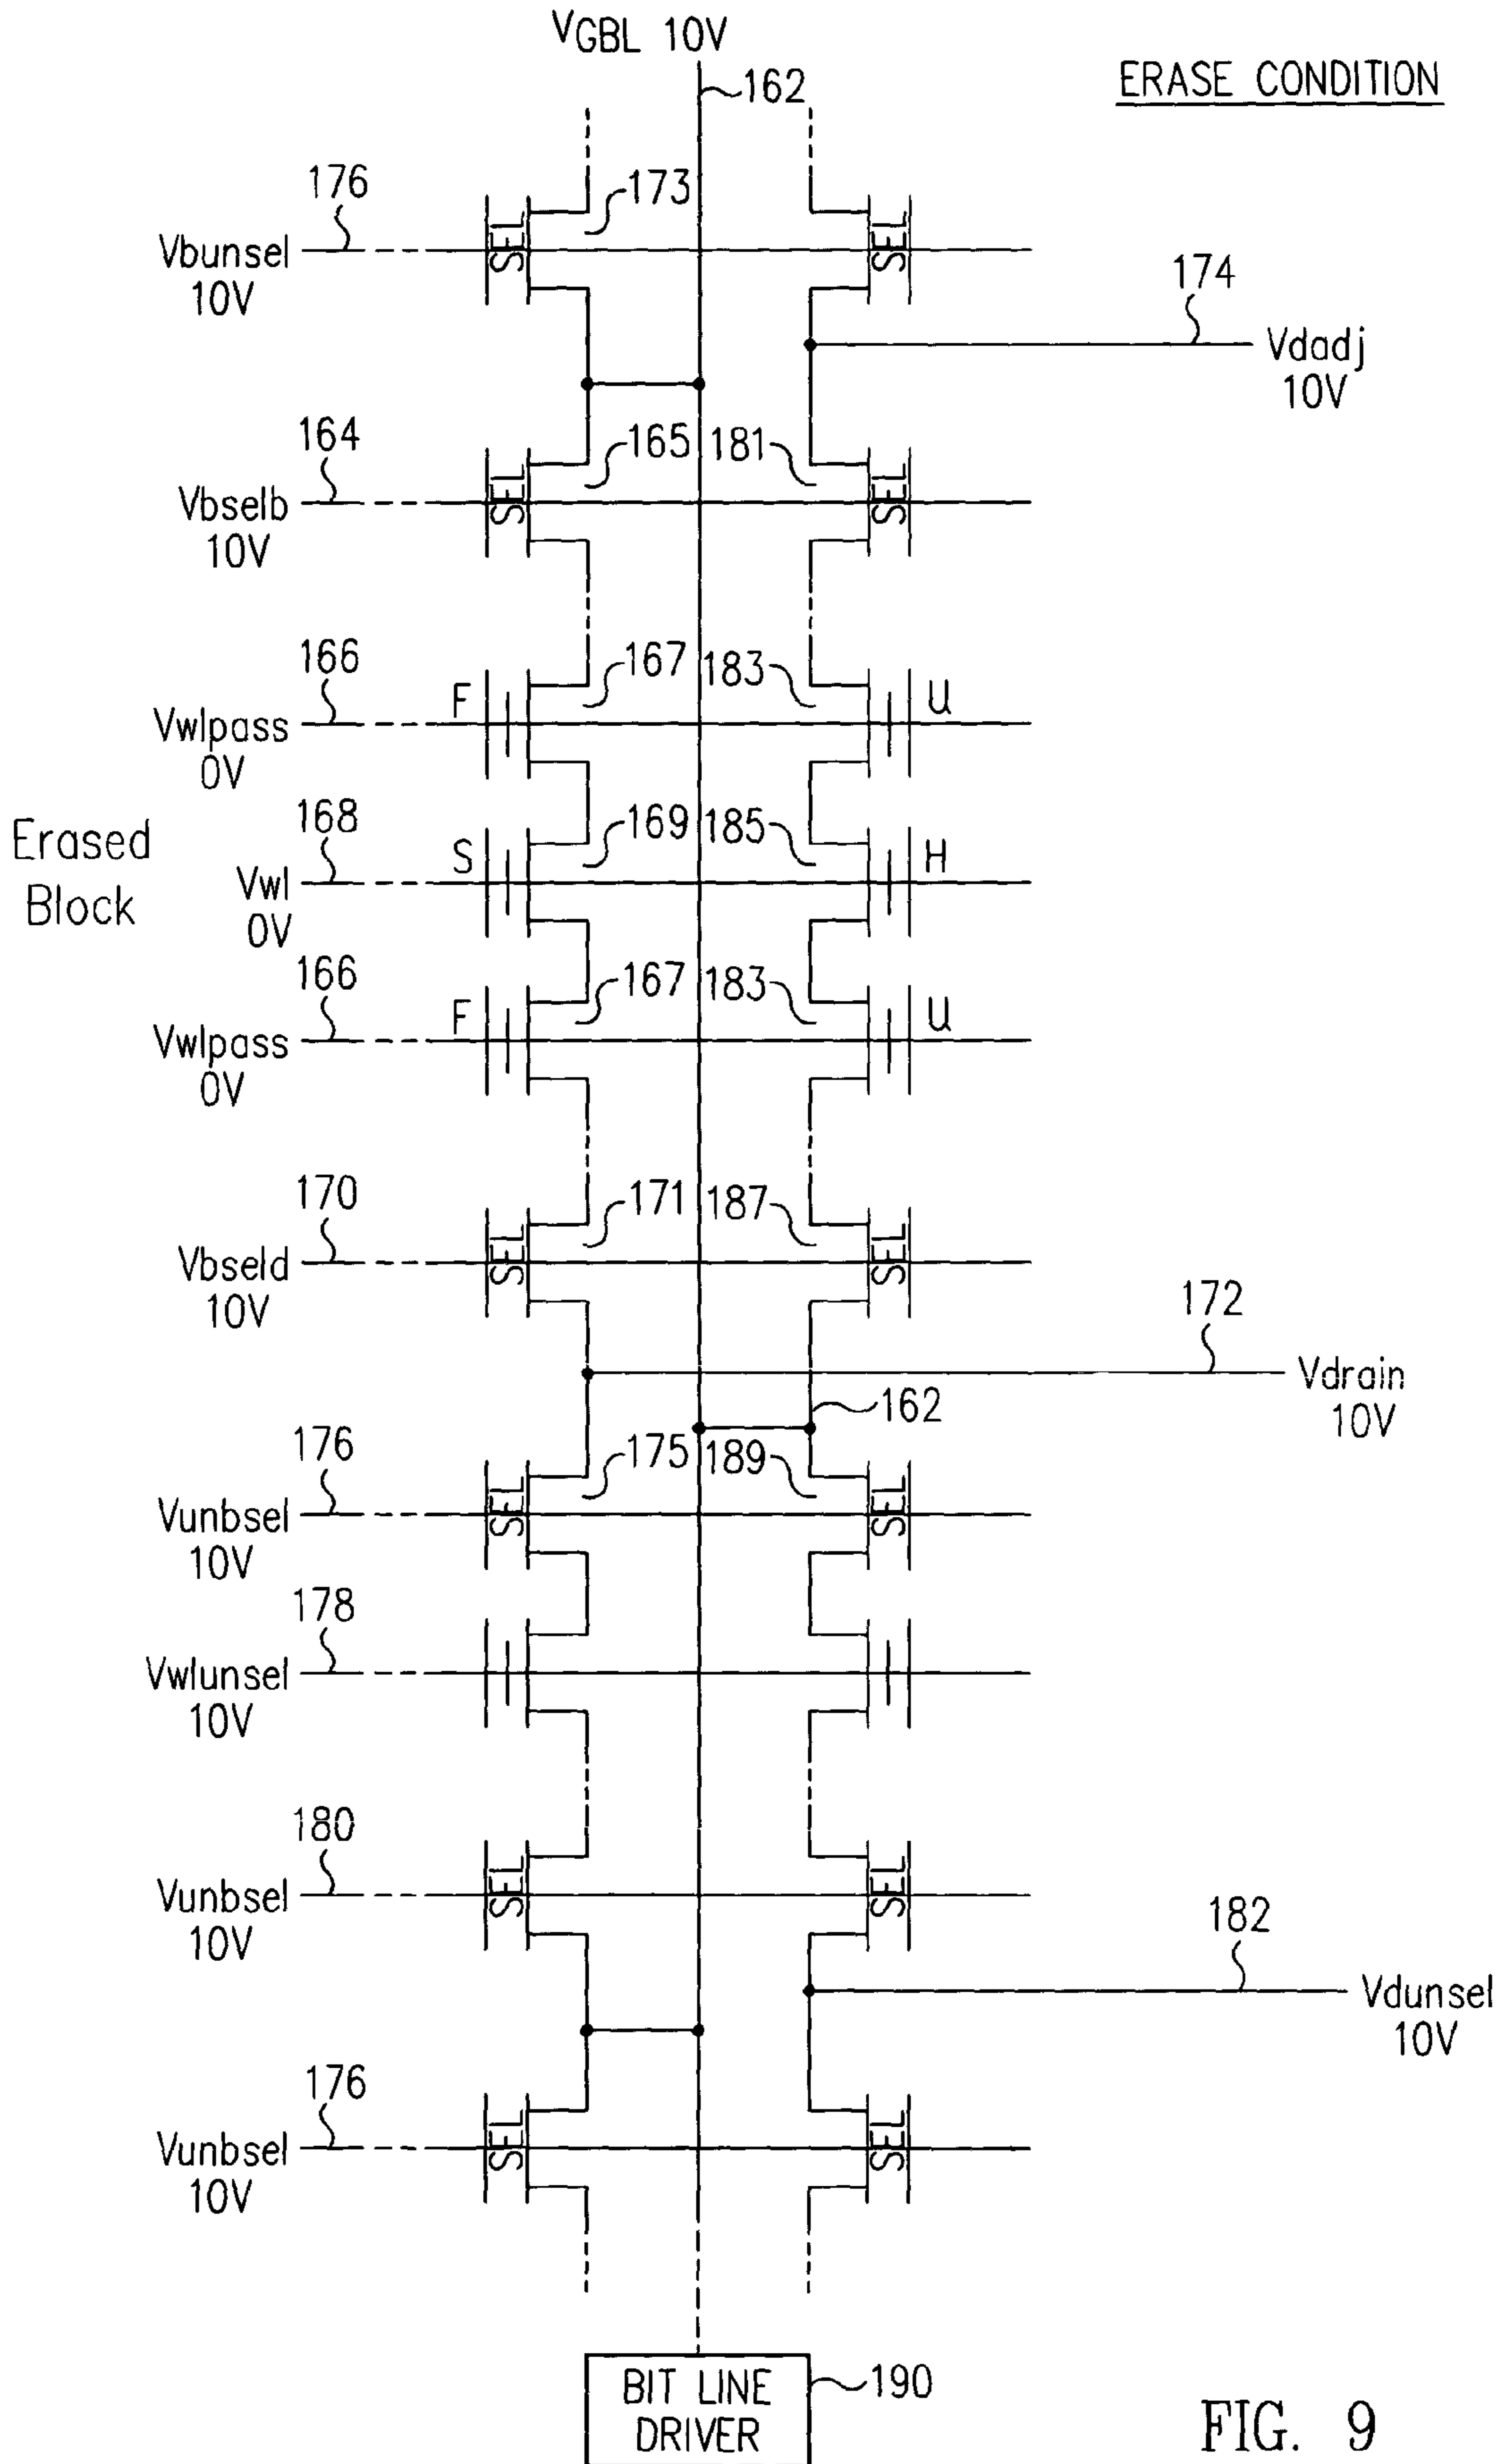 VGBL 10V
162
ERASE CONDITION
176
173
Vbunsel
10V
SEL
SEL
174
Vdadj
10V
164
165
181
Vbselb
10V
SEL
SEL
166
167
183
F
U
Vwlpass
0V
Erased
Block
168
169
185
S
H
Vwl
0V
166
167
183
F
U
Vwlpass
0V
170
171
187
Vbseld
10V
SEL
SEL
172
Vdrain
10V
162
176
175
189
Vunbsel
10V
SEL
SEL
178
Vwlunsel
10V
180
Vunbsel
10V
SEL
SEL
182
Vdunsel
10V
176
Vunbsel
10V
SEL
SEL
BIT LINE
DRIVER
190
FIG. 9